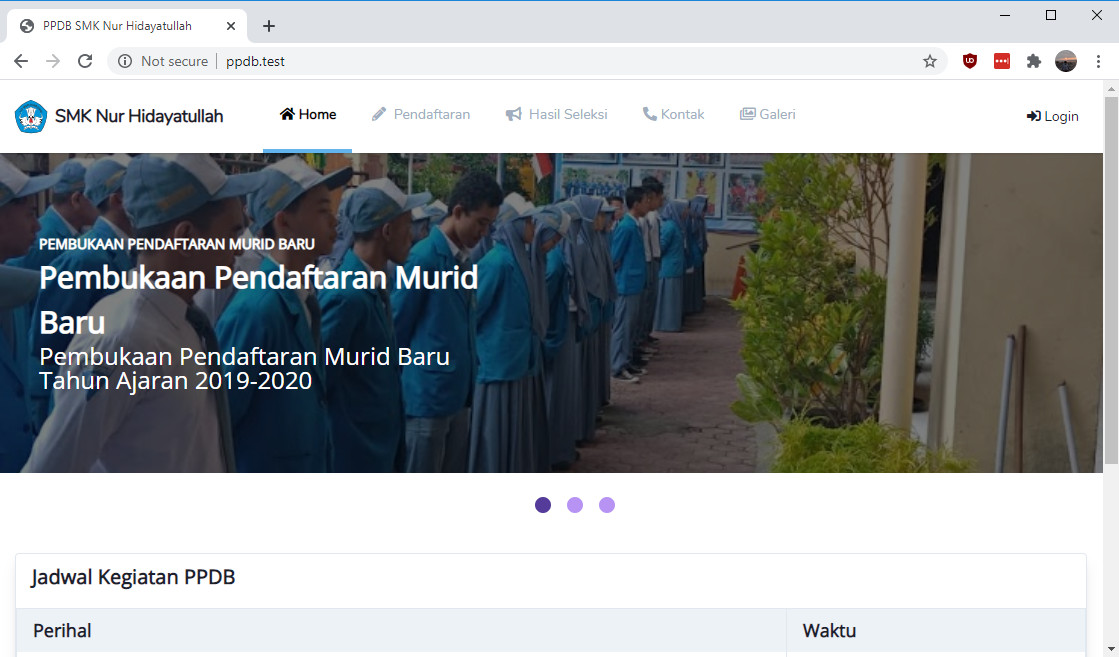 PPDB SMK Nur Hidayatullah
Not secure
ppdb.test
SMK Nur Hidayatullah
Home
Pendaftaran
Hasil Seleksi
Kontak
Galeri
Login
PEMBUKAAN PENDAFTARAN MURID BARU
Pembukaan Pendaftaran Murid
Baru
Pembukaan Pendaftaran Murid Baru
Tahun Ajaran 2019-2020
Jadwal Kegiatan PPDB
Perihal
Waktu